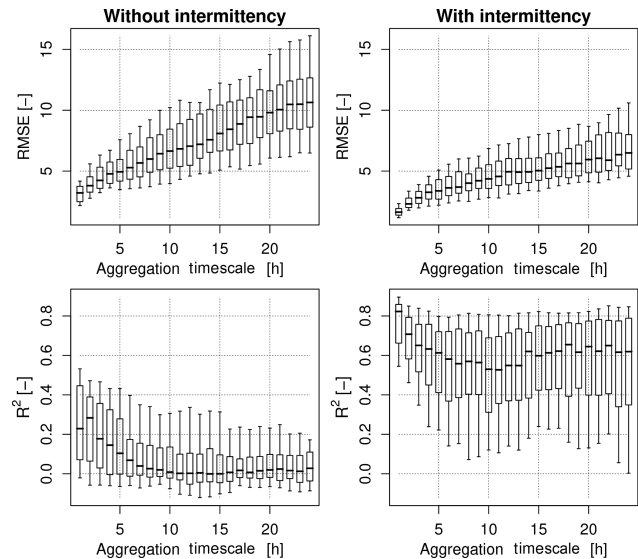 Without intermittency
With intermittency
RMSE [−]
5 10 15
5 10 15 20
Aggregation timescale [h]
RMSE [−]
5 10 15
5 10 15 20
Aggregation timescale [h]
R² [−]
0.0 0.2 0.4 0.6 0.8
5 10 15 20
Aggregation timescale [h]
R² [−]
0.0 0.2 0.4 0.6 0.8
5 10 15 20
Aggregation timescale [h]